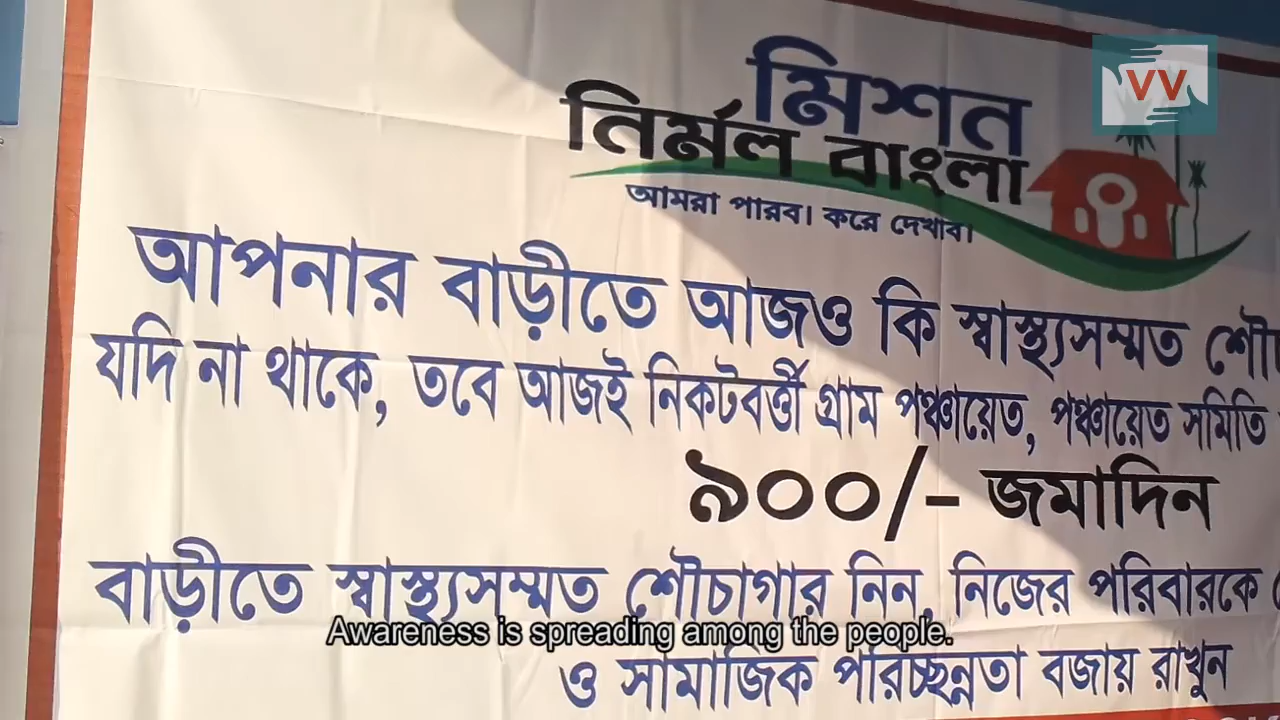 VV
মিশন
নির্মল বাংলা
আমরা পারব। করে দেখাব।
আপনার বাড়ীতে আজও কি স্বাস্থ্যসম্মত
যদি না থাকে, তবে আজই নিকটবর্ত্তী গ্রাম পঞ্চায়েত, পঞ্চায়েত সমিতি
৯০০/- জমাদিন
বাড়ীতে স্বাস্থ্যসম্মত শৌচাগার নিন, নিজের পরিবারকে
Awareness is spreading among the people.
ও সামাজিক পরিচ্ছন্নতা বজায় রাখুন